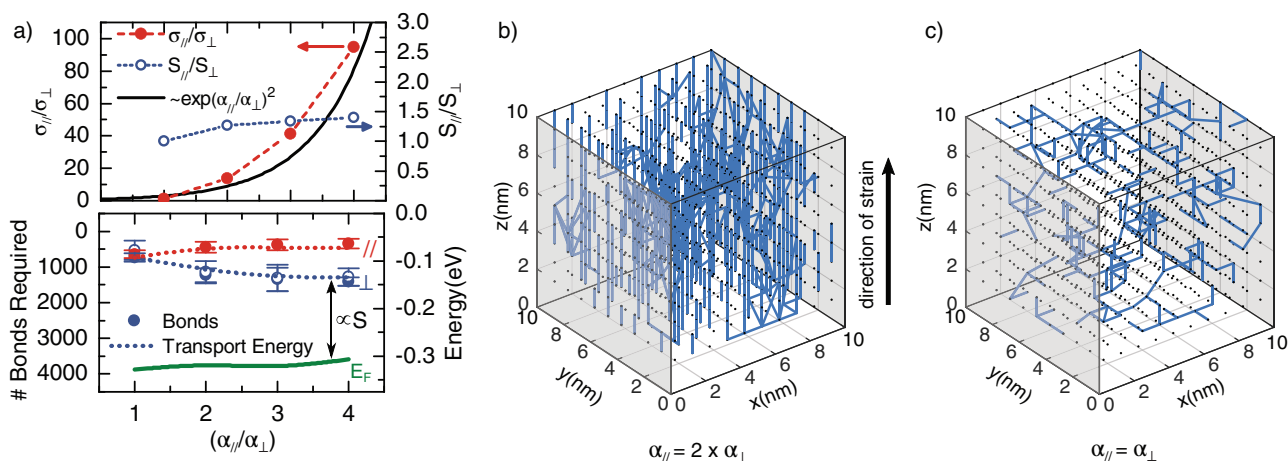 a)
100
80
60
40
20
0
σ///σ⊥
σ///σ⊥
S///S⊥
~exp(α///α⊥)²
3.0
2.5
2.0
1.5
1.0
0.5
S///S⊥
0
1000
2000
3000
4000
# Bonds Required
//
⊥
∝S
Bonds
Transport Energy
E_F
0.0
-0.1
-0.2
-0.3
Energy(eV)
1
2
3
4
(α///α⊥)
b)
10
8
6
4
2
0
z(nm)
10
8
6
4
2
0
y(nm)
0
2
4
6
8
10
x(nm)
α// = 2 x α⊥
direction of strain
c)
10
8
6
4
2
0
z(nm)
10
8
6
4
2
0
y(nm)
0
2
4
6
8
10
x(nm)
α// = α⊥